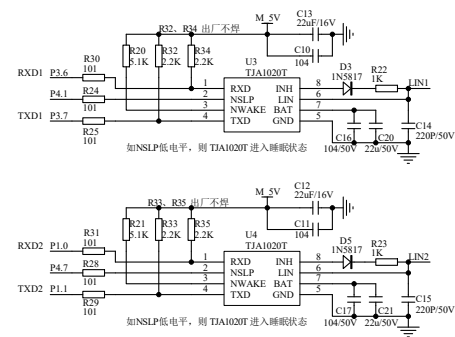 C13
M_5V 22uF/16V
R32、R34 出厂不焊
R20 R32 R34 C10
5.1K 2.2K 2.2K 104
R30 U3 D3 R22
101 TJA1020T 1N5817 1K
RXD1 P3.6 1 RXD INH 8 LIN1
R24 2 NSLP LIN 6
P4.1 101 3 NWAKE BAT 7
TXD1 P3.7 4 TXD GND 5
R25 C16 C20 C14
101 104/50V 22u/50V 220P/50V
如NSLP低电平，则 TJA1020T 进入睡眠状态
C12
M_5V 22uF/16V
R33、R35 出厂不焊
R21 R33 R35 C11
5.1K 2.2K 2.2K 104
R31 U4 D5 R23
101 TJA1020T 1N5817 1K
RXD2 P1.0 1 RXD INH 8 LIN2
R28 2 NSLP LIN 6
P4.7 101 3 NWAKE BAT 7
TXD2 P1.1 4 TXD GND 5
R29 C17 C21 C15
101 104/50V 22u/50V 220P/50V
如NSLP低电平，则 TJA1020T 进入睡眠状态